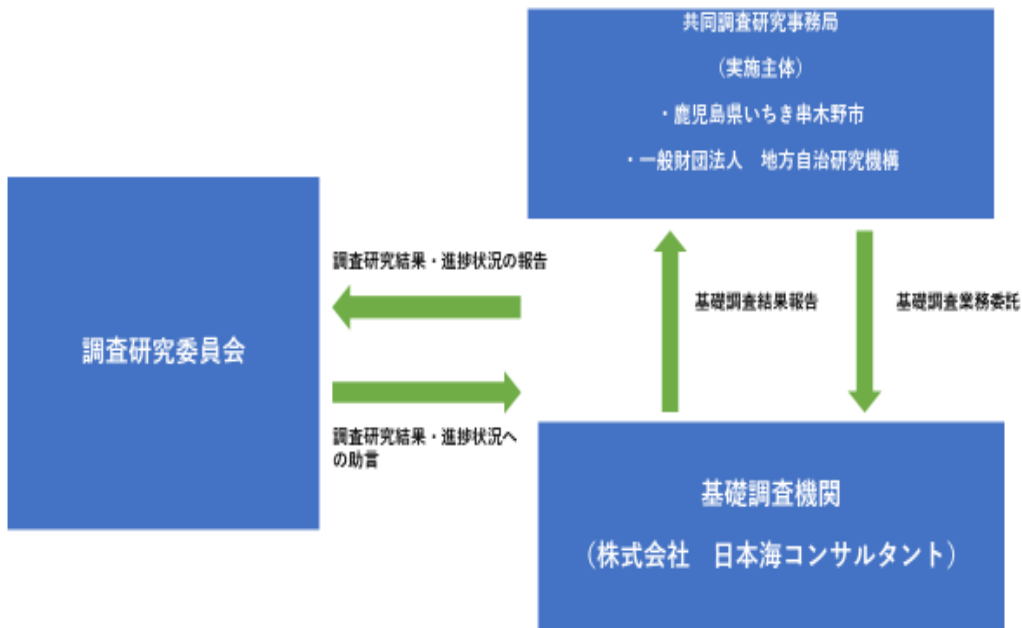 共同調査研究事務局
（実施主体）
・鹿児島県いちき串木野市
・一般財団法人　地方自治研究機構
調査研究結果・進捗状況の報告
基礎調査結果報告
基礎調査業務委託
調査研究委員会
調査研究結果・進捗状況へ
の助言
基礎調査機関
（株式会社　日本海コンサルタント）